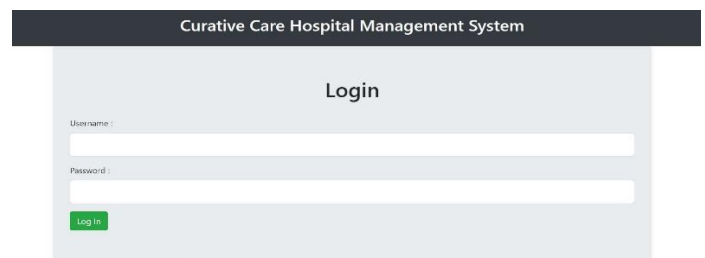 Curative Care Hospital Management System
Login
Username :
Password :
Log In